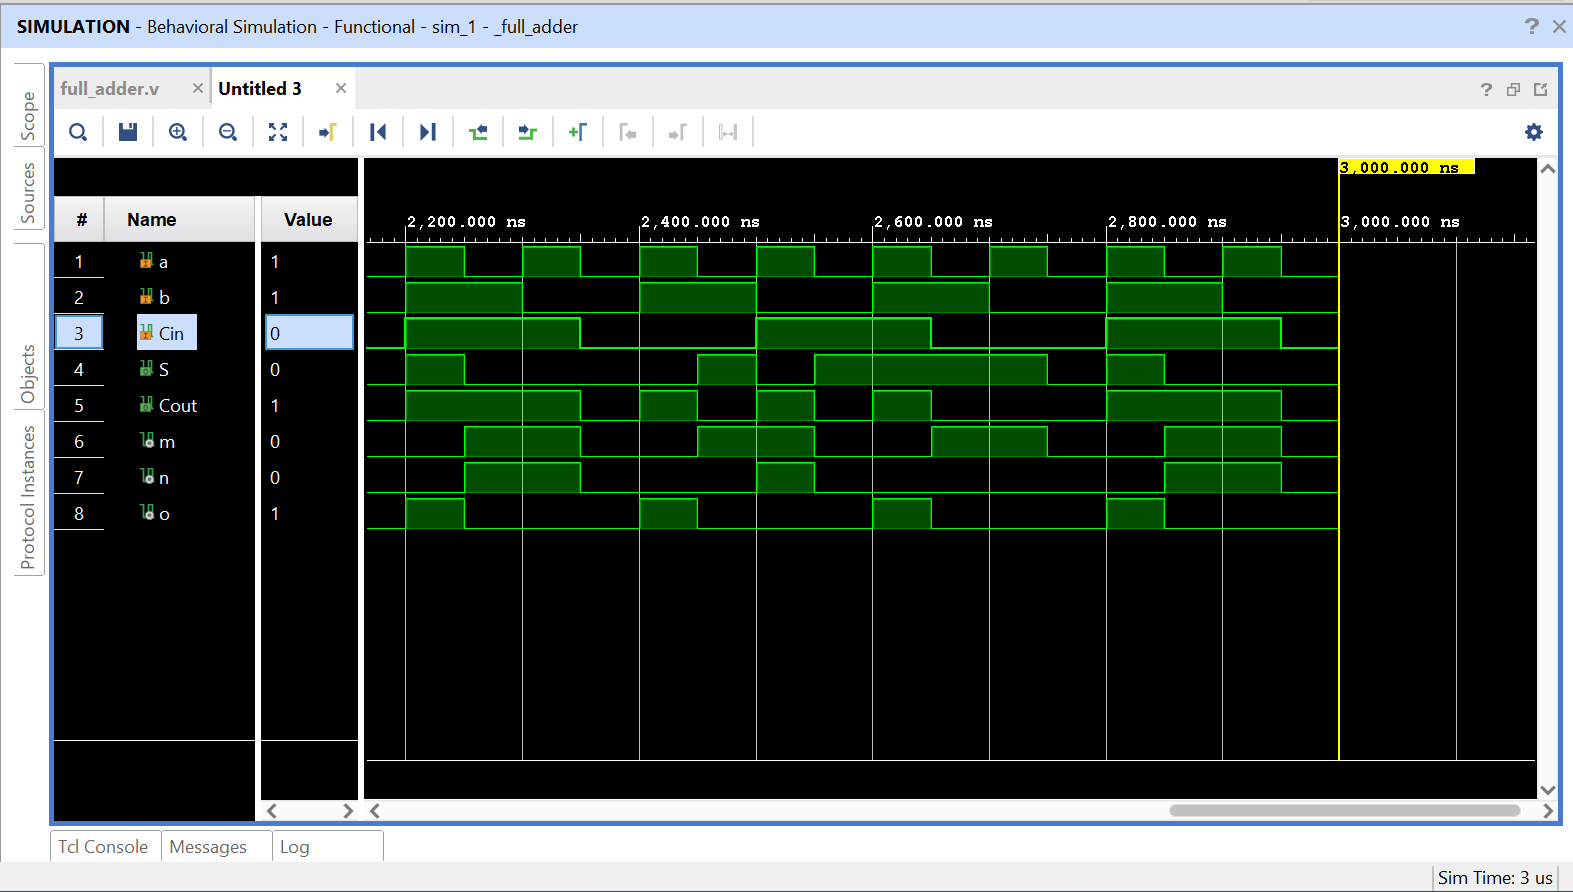 SIMULATION - Behavioral Simulation - Functional - sim_1 - _full_adder
Scope
Sources
Objects
Protocol Instances
full_adder.v
Untitled 3
3,000.000 ns
# Name Value
2,200.000 ns 2,400.000 ns 2,600.000 ns 2,800.000 ns 3,000.000 ns
1 a 1
2 b 1
3 Cin 0
4 S 0
5 Cout 1
6 m 0
7 n 0
8 o 1
Tcl Console Messages Log
Sim Time: 3 us